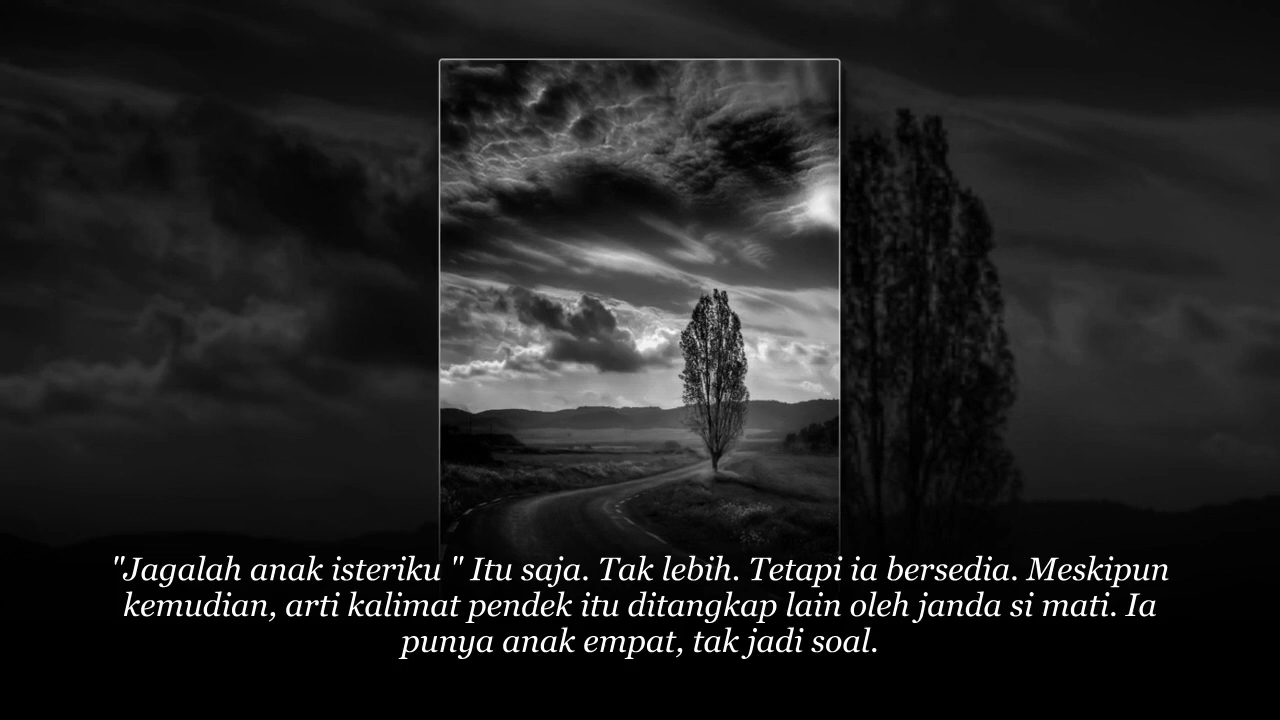 "Jagalah anak isteriku " Itu saja. Tak lebih. Tetapi ia bersedia. Meskipun
kemudian, arti kalimat pendek itu ditangkap lain oleh janda si mati. Ia
punya anak empat, tak jadi soal.